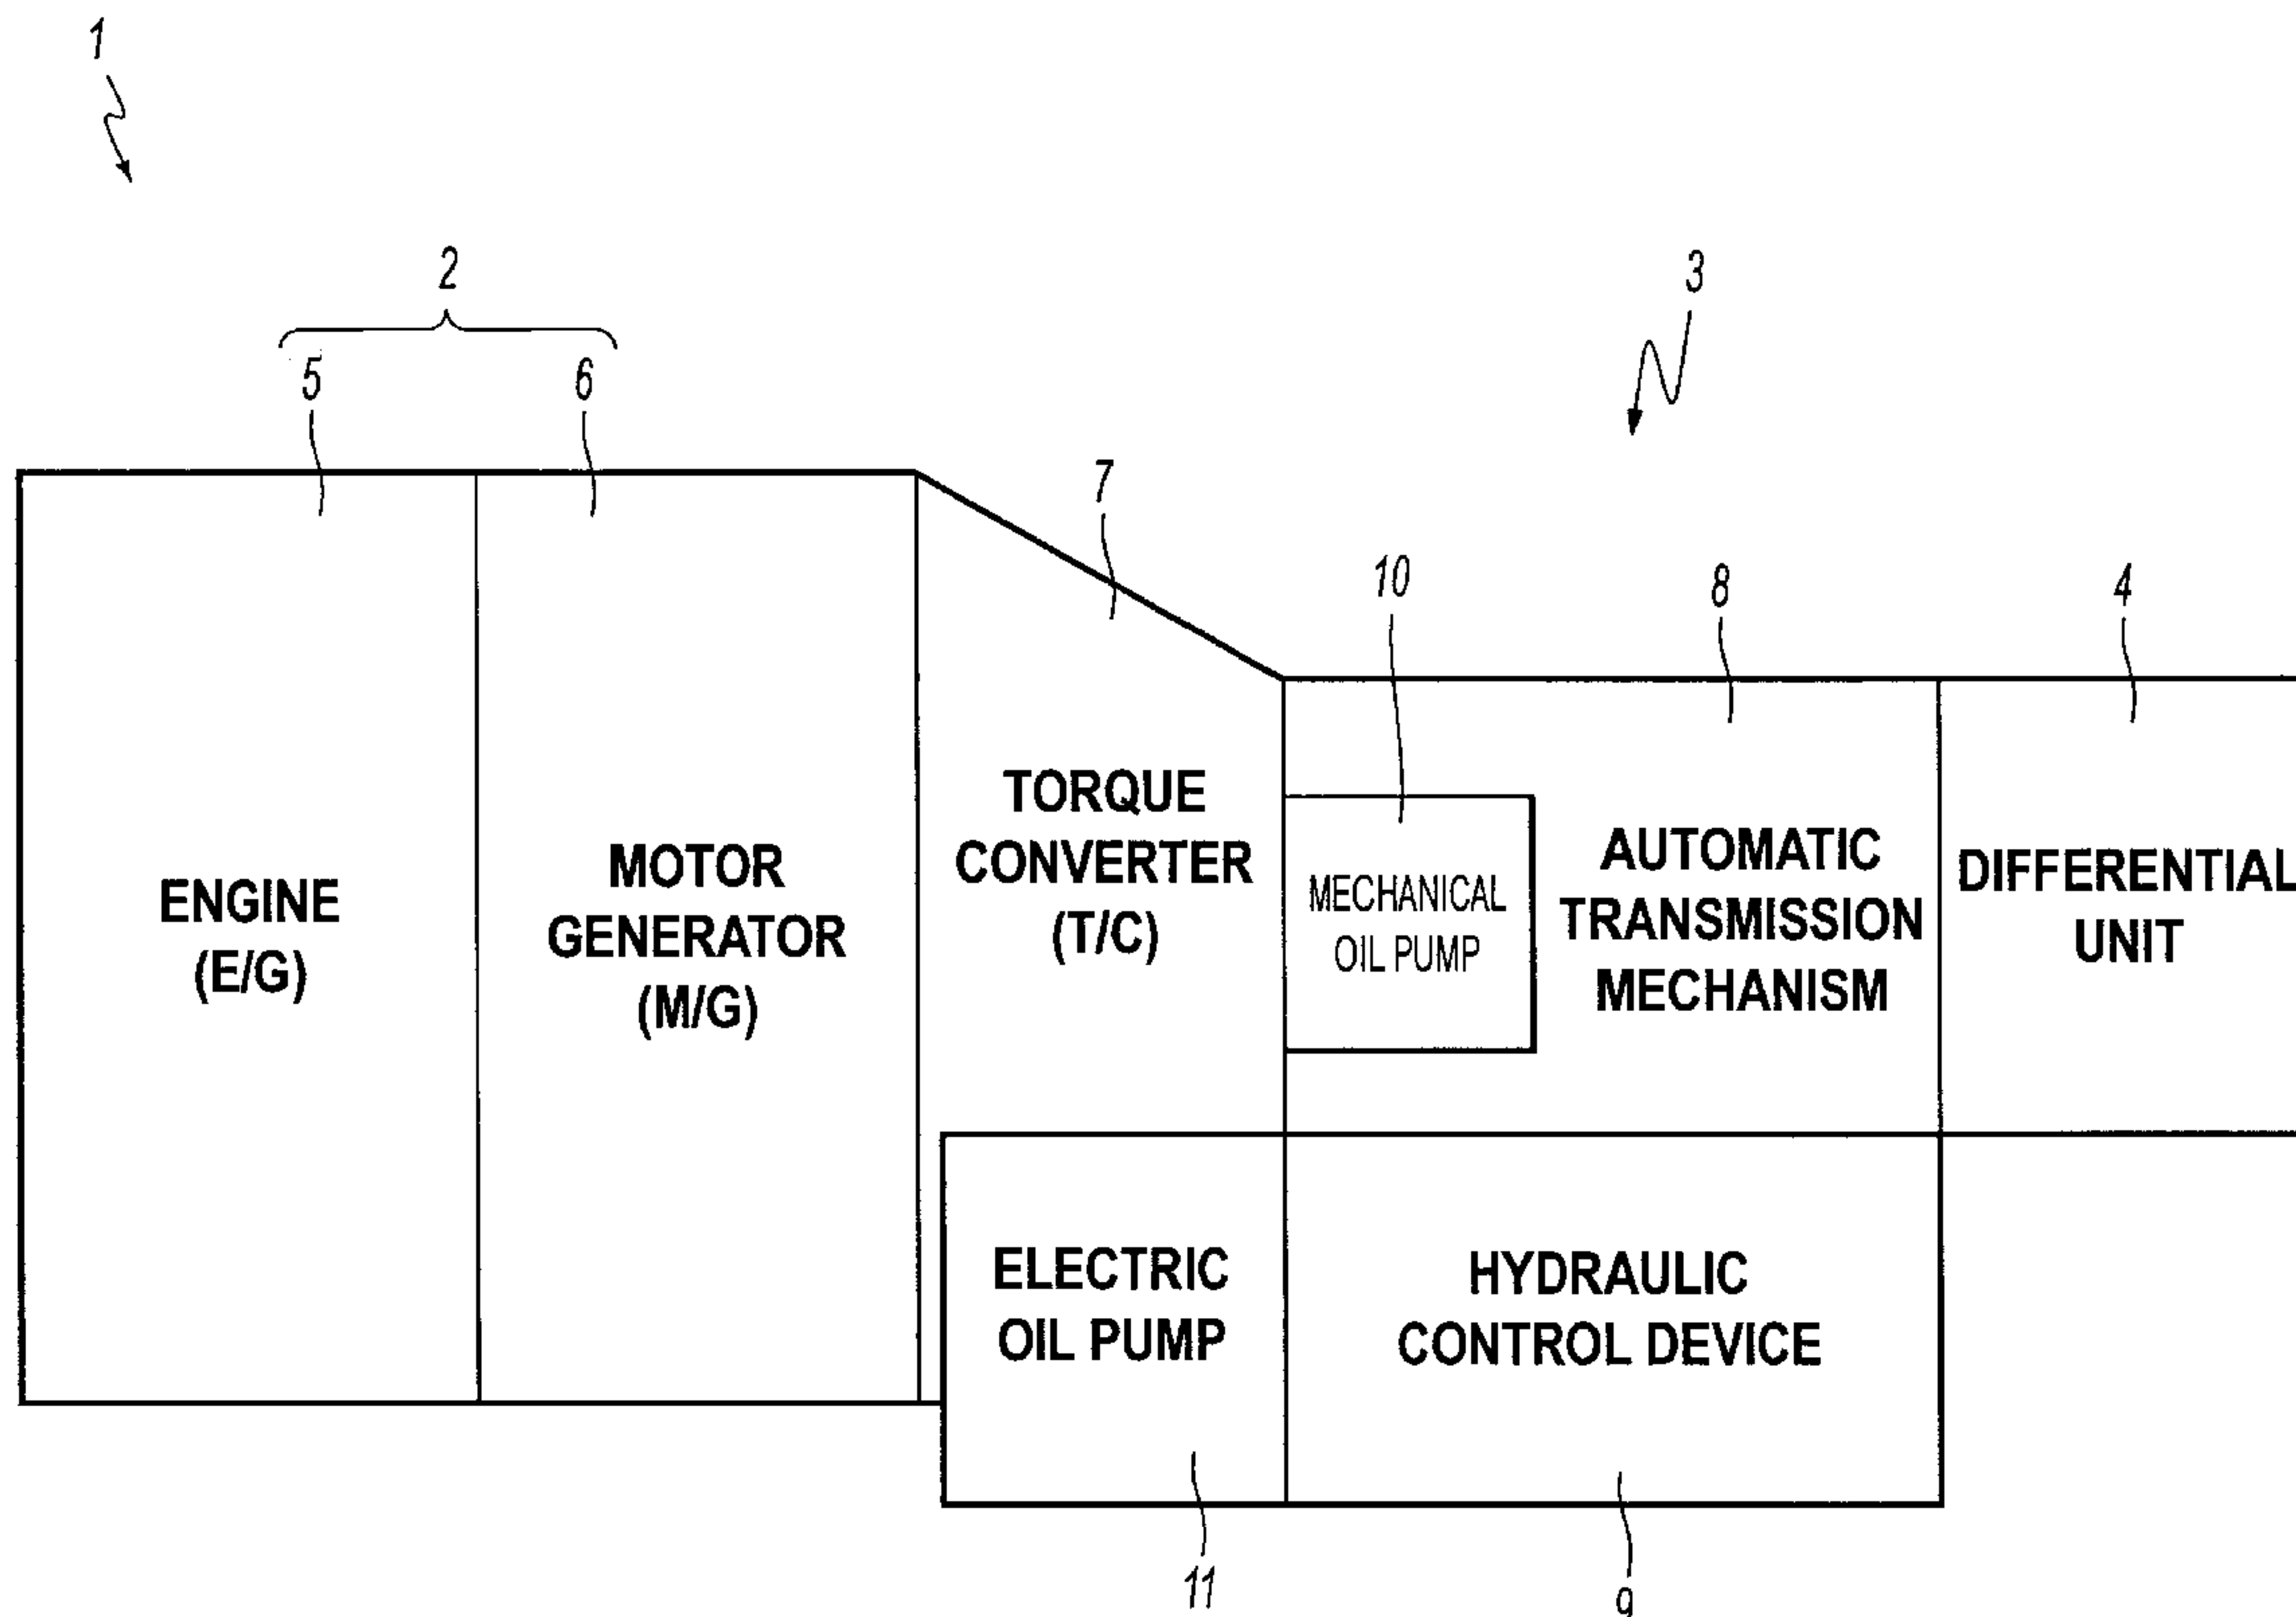 1
2
3
5
6
7
10
8
4
ENGINE
(E/G)
MOTOR
GENERATOR
(M/G)
TORQUE
CONVERTER
(T/C)
MECHANICAL
OIL PUMP
AUTOMATIC
TRANSMISSION
MECHANISM
DIFFERENTIAL
UNIT
ELECTRIC
OIL PUMP
HYDRAULIC
CONTROL DEVICE
11
9